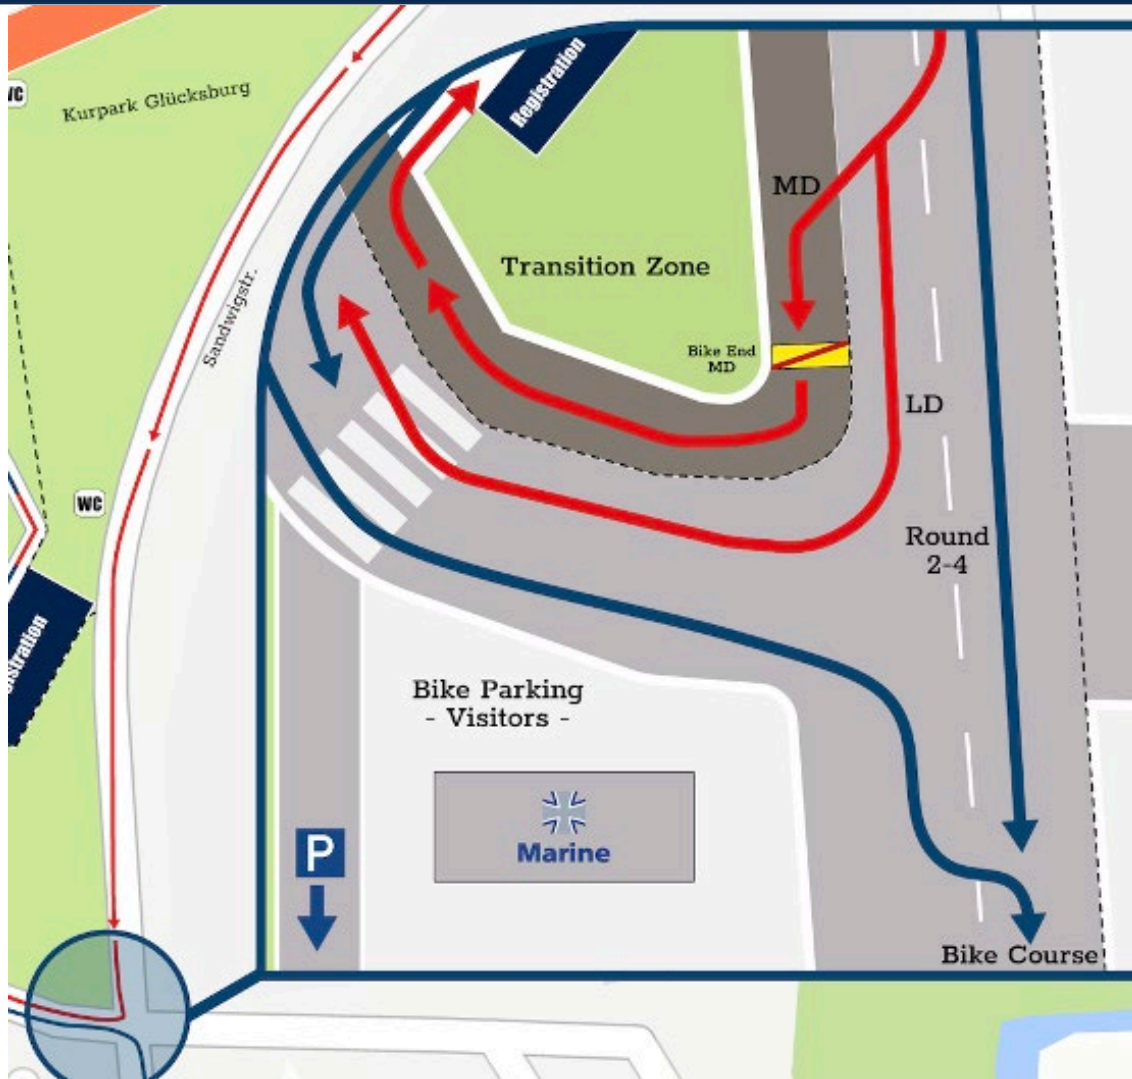 WC
Kurpark Glücksburg
Registration
MD
Transition Zone
Sandwigstr.
Bike End
MD
LD
WC
Round
2-4
Bike Parking
- Visitors -
P
Marine
Bike Course